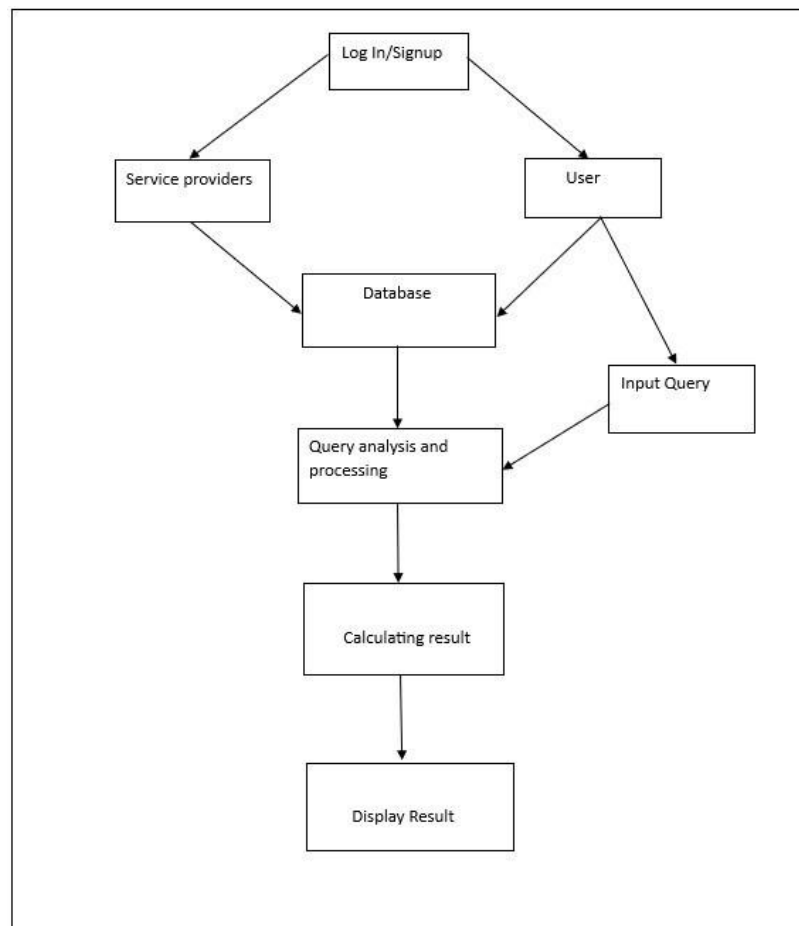 Log In/Signup
Service providers
User
Database
Input Query
Query analysis and
processing
Calculating result
Display Result